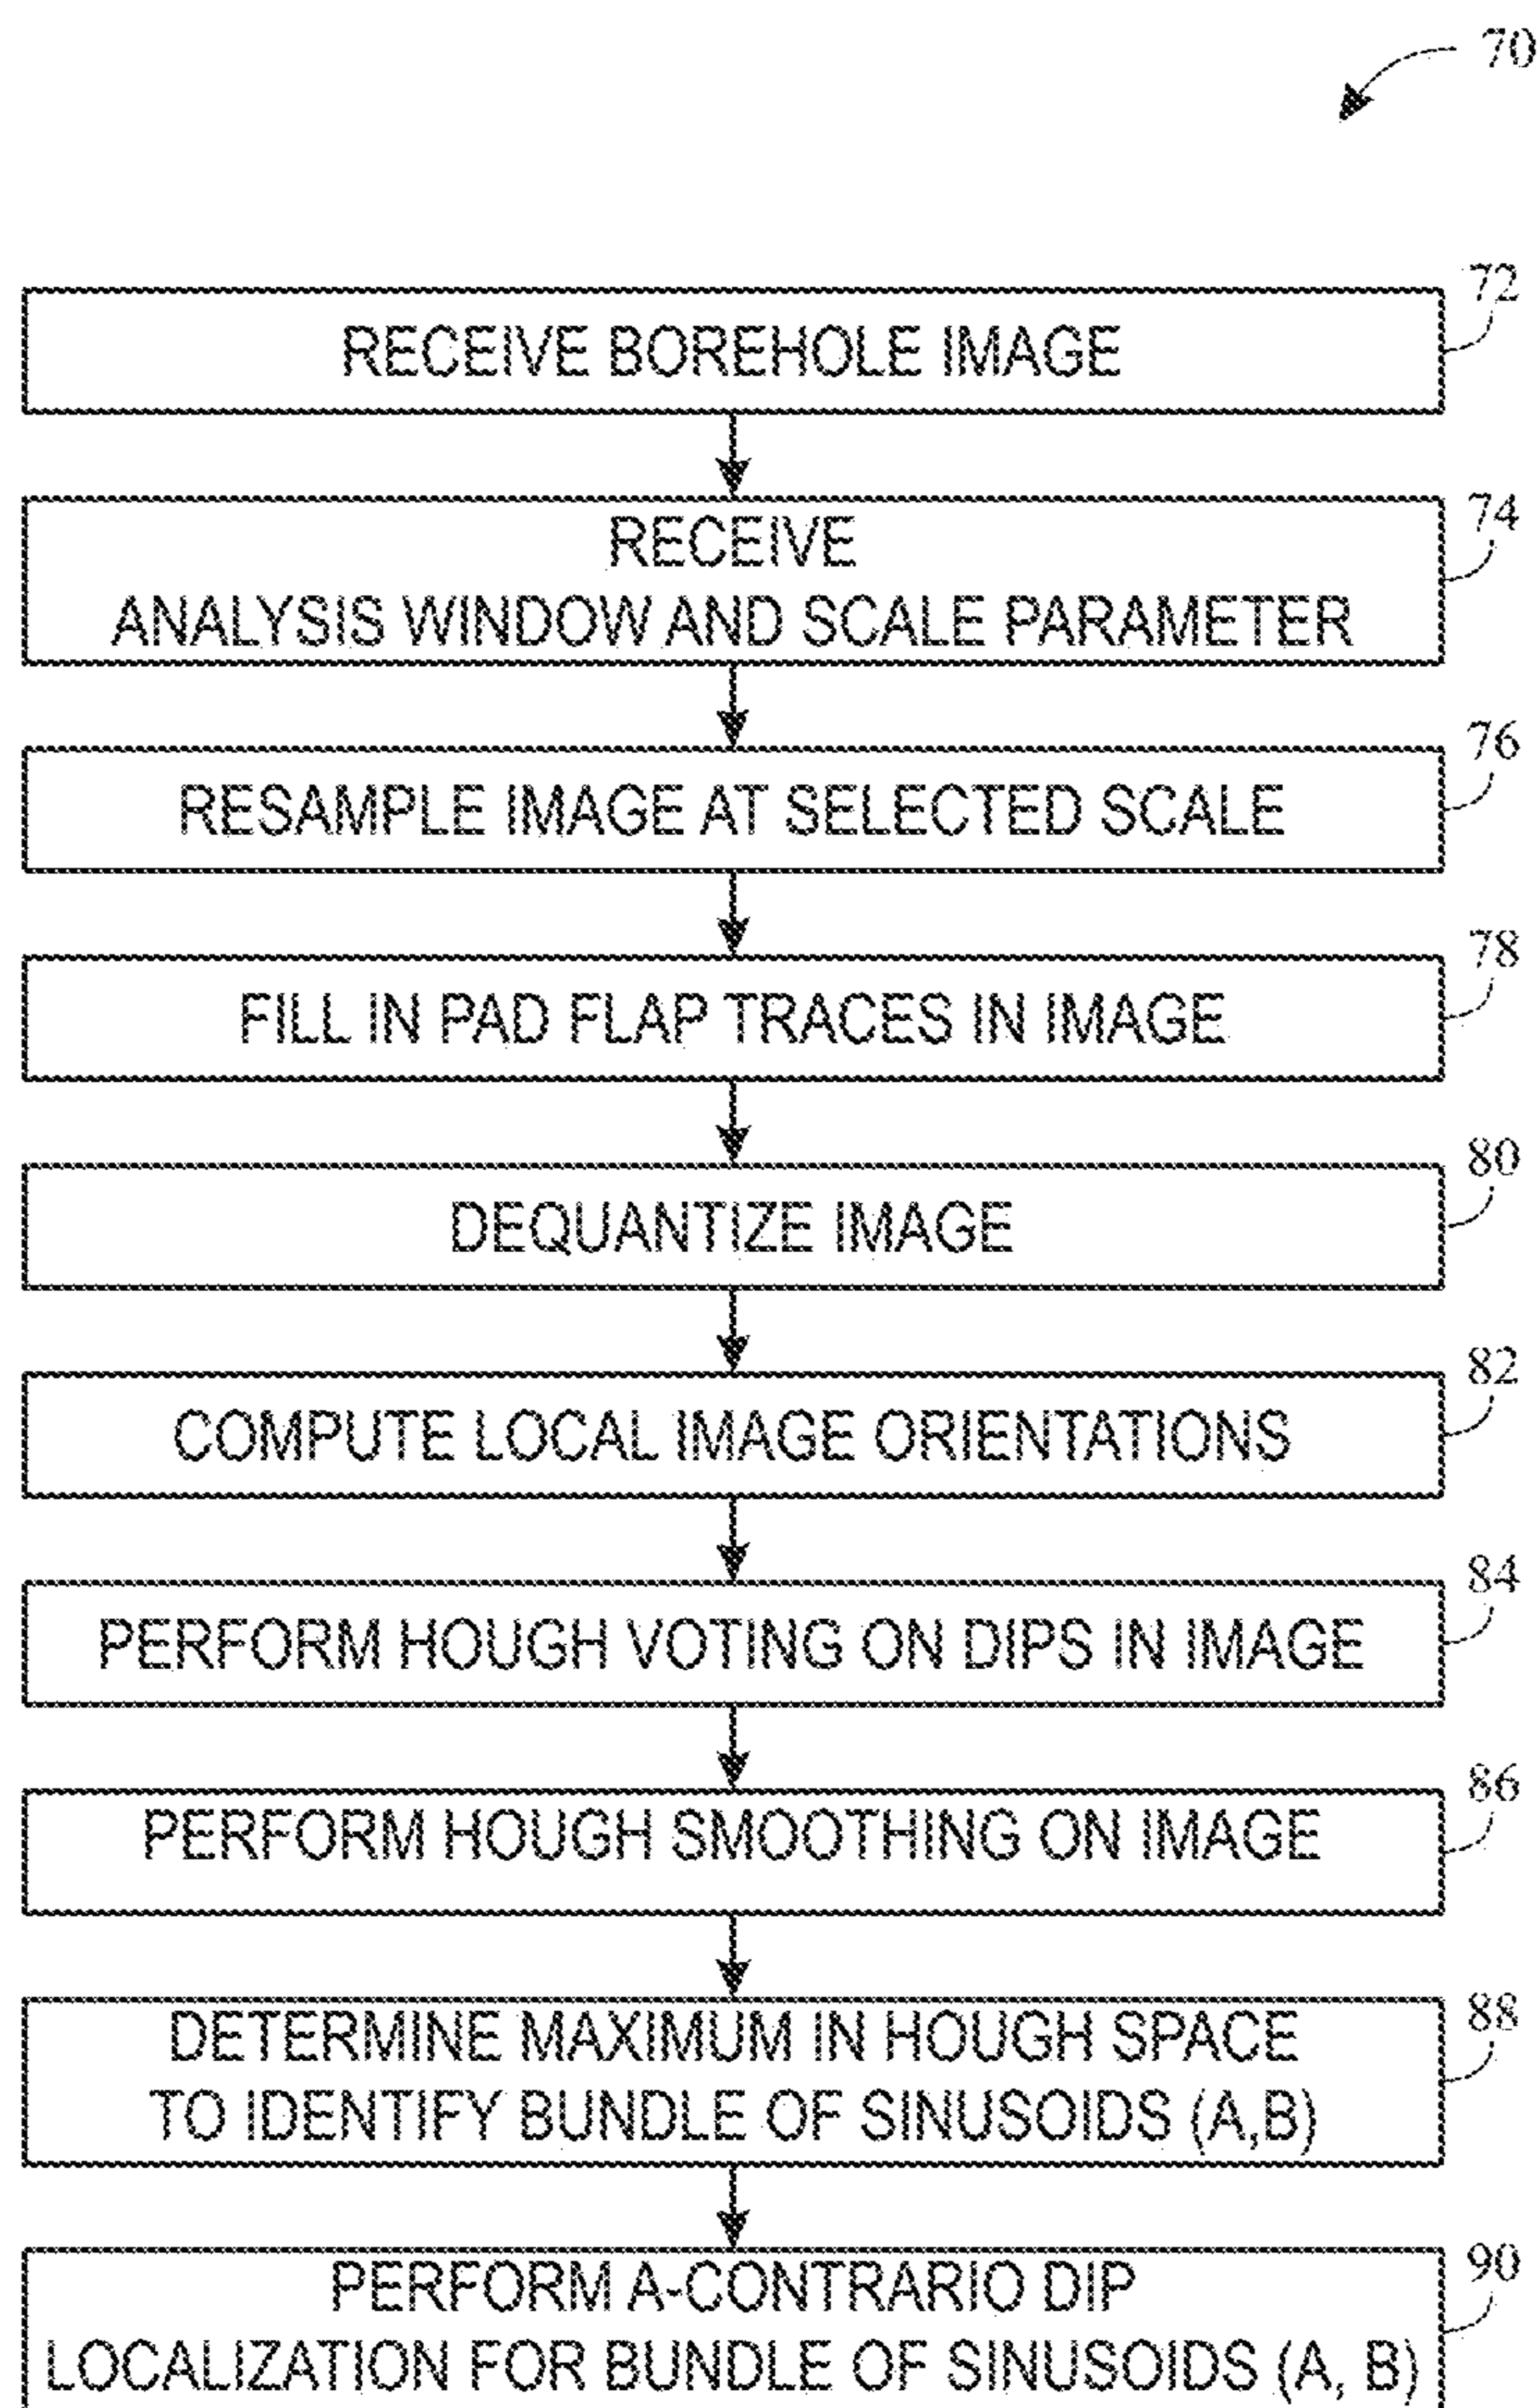 70
72
RECEIVE BOREHOLE IMAGE
74
RECEIVE
ANALYSIS WINDOW AND SCALE PARAMETER
76
RESAMPLE IMAGE AT SELECTED SCALE
78
FILL IN PAD FLAP TRACES IN IMAGE
80
DEQUANTIZE IMAGE
82
COMPUTE LOCAL IMAGE ORIENTATIONS
84
PERFORM HOUGH VOTING ON DIPS IN IMAGE
86
PERFORM HOUGH SMOOTHING ON IMAGE
88
DETERMINE MAXIMUM IN HOUGH SPACE
TO IDENTIFY BUNDLE OF SINUSOIDS (A,B)
90
PERFORM A-CONTRARIO DIP
LOCALIZATION FOR BUNDLE OF SINUSOIDS (A, B)